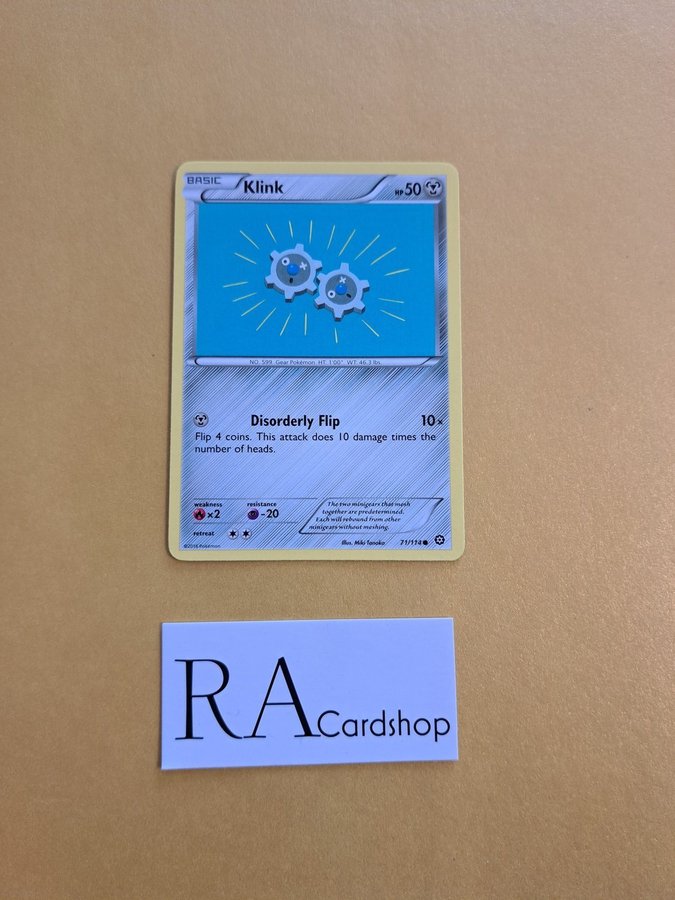 BASIC Klink HP 50
NO. 599 Gear Pokémon HT: 1'00" WT: 46.3 lbs.
Disorderly Flip 10×
Flip 4 coins. This attack does 10 damage times the
number of heads.
weakness resistance
×2 -20
retreat
The two minigears that mesh
together are predetermined.
Each will rebound from other
minigears without meshing.
©2016 Pokémon Illus. Miki Tanaka 71/114
RA Cardshop